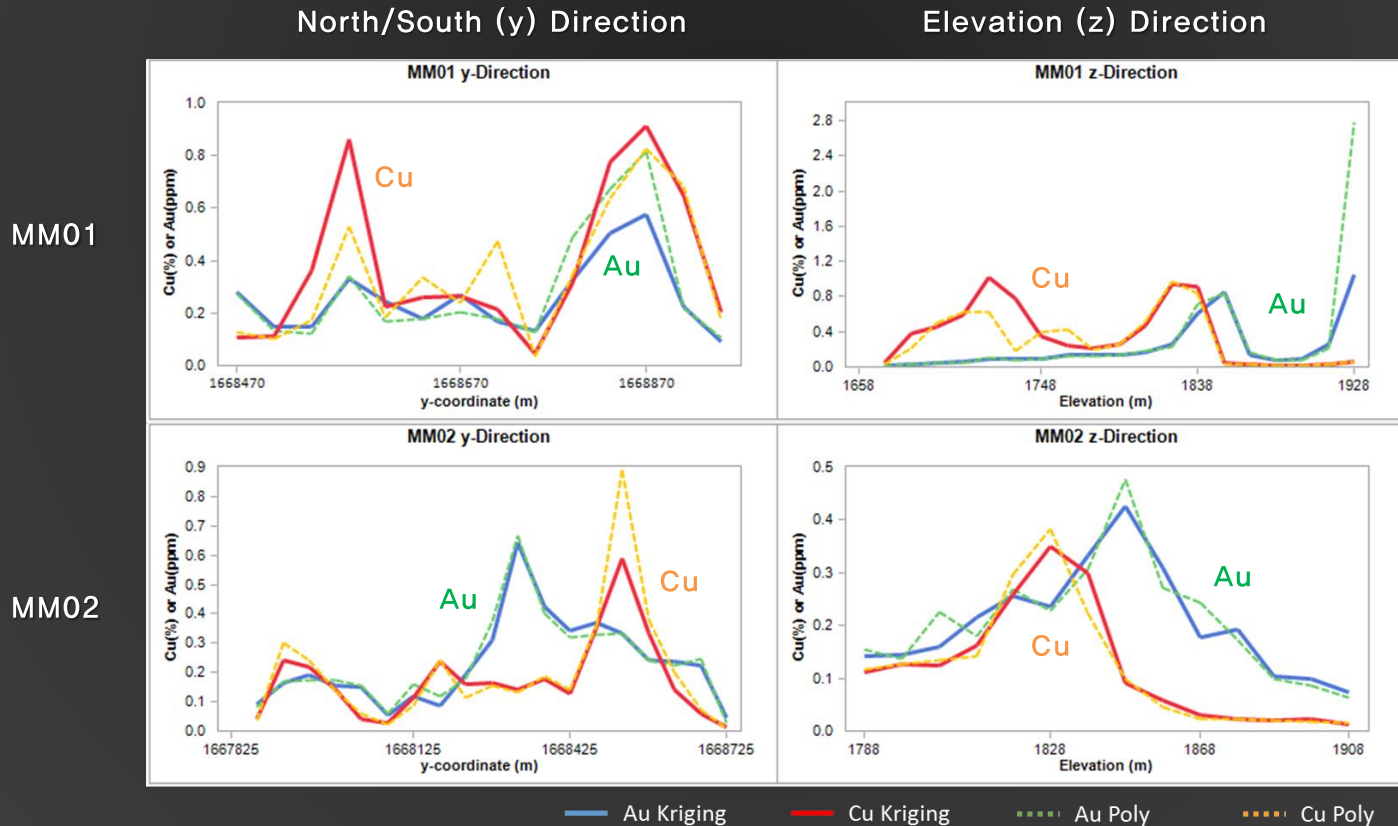 North/South (y) Direction
Elevation (z) Direction
MM01
MM01 y-Direction
Cu(%) or Au(ppm)
1.0
0.8
0.6
0.4
0.2
0.0
Cu
Au
1668470
1668670
1668870
y-coordinate (m)
MM01 z-Direction
Cu(%) or Au(ppm)
2.8
2.4
2.0
1.6
1.2
0.8
0.4
0.0
Cu
Au
1658
1748
1838
1928
Elevation (m)
MM02
MM02 y-Direction
Cu(%) or Au(ppm)
0.9
0.8
0.7
0.6
0.5
0.4
0.3
0.2
0.1
0.0
Au
Cu
1667825
1668125
1668425
1668725
y-coordinate (m)
MM02 z-Direction
Cu(%) or Au(ppm)
0.5
0.4
0.3
0.2
0.1
0.0
Au
Cu
1788
1828
1868
1908
Elevation (m)
Au Kriging
Cu Kriging
Au Poly
Cu Poly